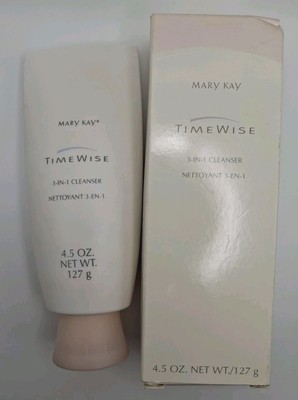 MARY KAY®
TIMEWISE
3-IN-1 CLEANSER
NETTOYANT 3-EN-1
4.5 OZ.
NET WT.
127 g
MARY KAY
TIMEWISE
3-IN-1 CLEANSER
NETTOYANT 3-EN-1
4.5 OZ. NET WT./127 g